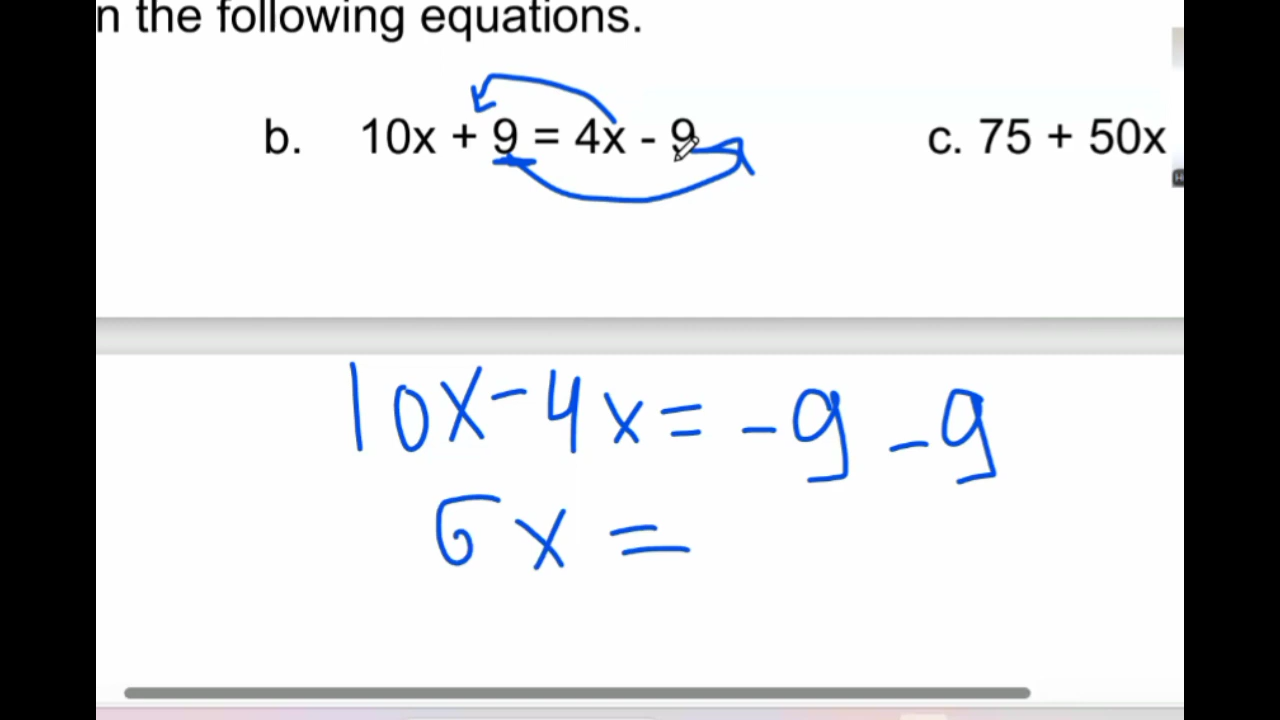 n the following equations.
b. 10x + 9 = 4x - 9 c. 75 + 50x
10x - 4x = -9 -9
6x =